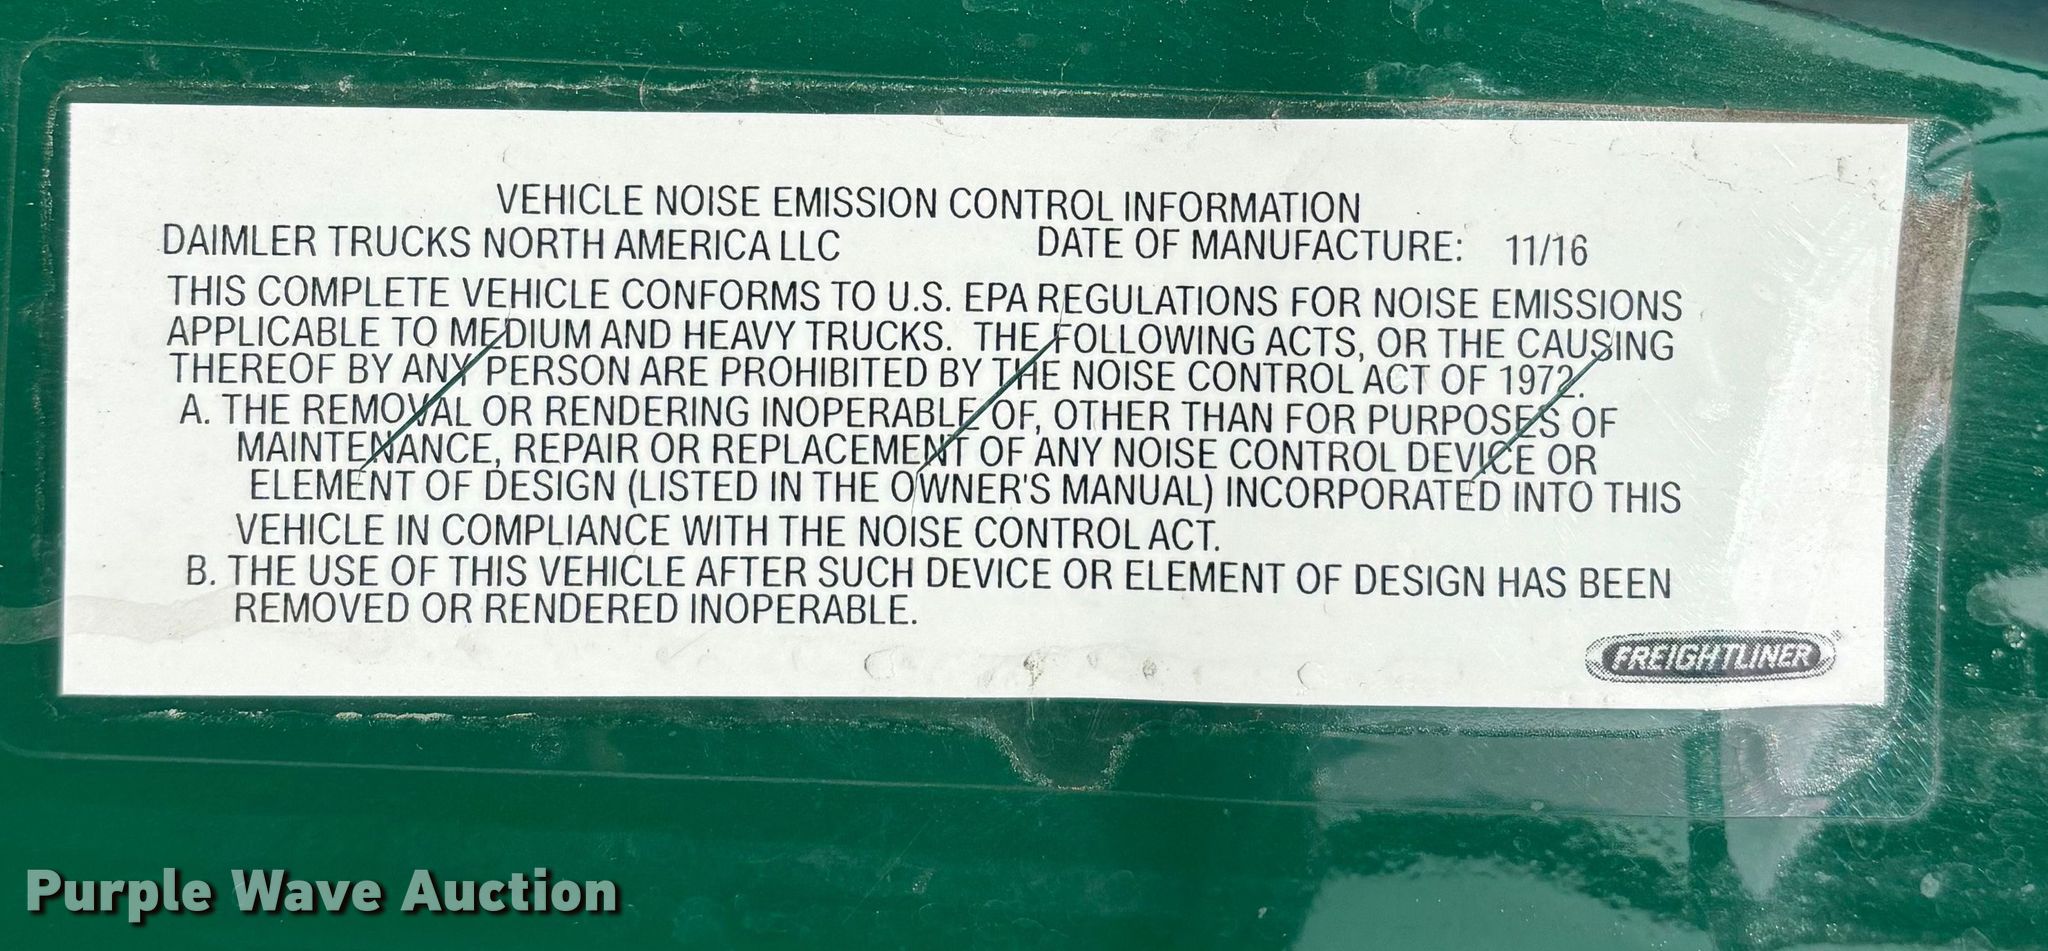 VEHICLE NOISE EMISSION CONTROL INFORMATION
DAIMLER TRUCKS NORTH AMERICA LLC DATE OF MANUFACTURE: 11/16
THIS COMPLETE VEHICLE CONFORMS TO U.S. EPA REGULATIONS FOR NOISE EMISSIONS
APPLICABLE TO MEDIUM AND HEAVY TRUCKS. THE FOLLOWING ACTS, OR THE CAUSING
THEREOF BY ANY PERSON ARE PROHIBITED BY THE NOISE CONTROL ACT OF 1972.
A. THE REMOVAL OR RENDERING INOPERABLE OF, OTHER THAN FOR PURPOSES OF
MAINTENANCE, REPAIR OR REPLACEMENT OF ANY NOISE CONTROL DEVICE OR
ELEMENT OF DESIGN (LISTED IN THE OWNER'S MANUAL) INCORPORATED INTO THIS
VEHICLE IN COMPLIANCE WITH THE NOISE CONTROL ACT.
B. THE USE OF THIS VEHICLE AFTER SUCH DEVICE OR ELEMENT OF DESIGN HAS BEEN
REMOVED OR RENDERED INOPERABLE.
FREIGHTLINER
Purple Wave Auction